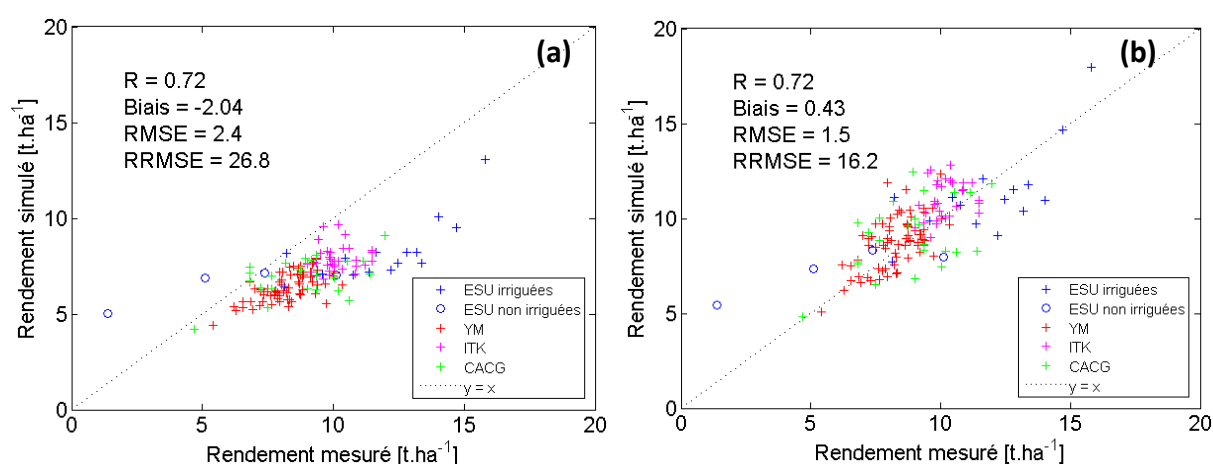 (a)
R = 0.72
Biais = -2.04
RMSE = 2.4
RRMSE = 26.8
Rendement simulé [t.ha⁻¹]
20
15
10
5
0
ESU irriguées
ESU non irriguées
YM
ITK
CACG
y = x
0 5 10 15 20
Rendement mesuré [t.ha⁻¹]
(b)
R = 0.72
Biais = 0.43
RMSE = 1.5
RRMSE = 16.2
Rendement simulé [t.ha⁻¹]
20
15
10
5
0
ESU irriguées
ESU non irriguées
YM
ITK
CACG
y = x
0 5 10 15 20
Rendement mesuré [t.ha⁻¹]